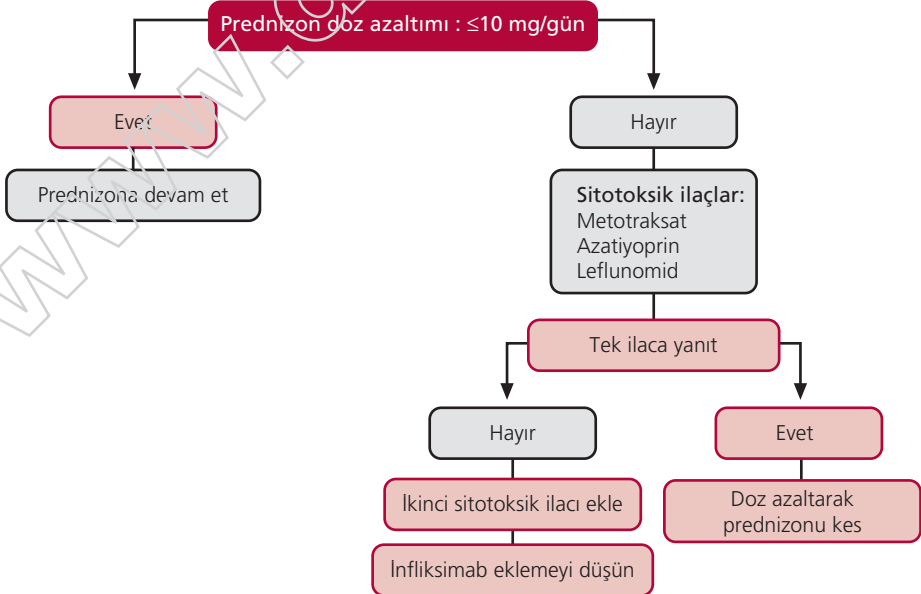 Prednizon doz azaltımı : ≤10 mg/gün
Evet
Hayır
Prednizona devam et
Sitotoksik ilaçlar:
Metotraksat
Azatiyoprin
Leflunomid
Tek ilaca yanıt
Hayır
Evet
İkinci sitotoksik ilacı ekle
Doz azaltarak
prednizonu kes
İnfliksimab eklemeyi düşün
www.